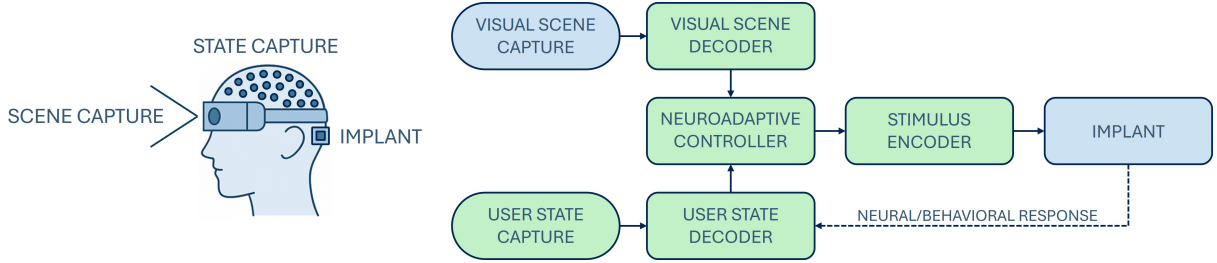 STATE CAPTURE
SCENE CAPTURE
IMPLANT
VISUAL SCENE
CAPTURE
VISUAL SCENE
DECODER
NEUROADAPTIVE
CONTROLLER
STIMULUS
ENCODER
IMPLANT
USER STATE
CAPTURE
USER STATE
DECODER
NEURAL/BEHAVIORAL RESPONSE